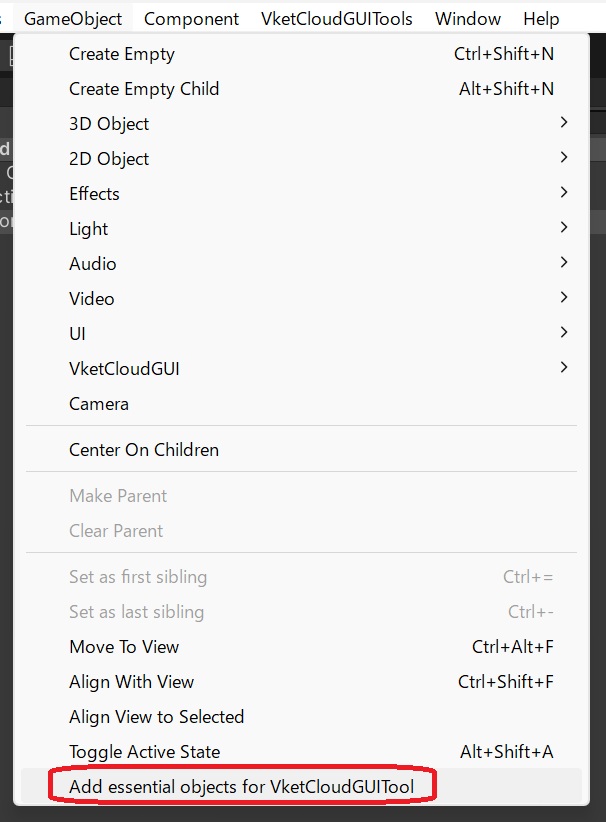 GameObject Component VketCloudGUITools Window Help
Create Empty Ctrl+Shift+N
Create Empty Child Alt+Shift+N
3D Object
2D Object
Effects
Light
Audio
Video
UI
VketCloudGUI
Camera
Center On Children
Make Parent
Clear Parent
Set as first sibling Ctrl+=
Set as last sibling Ctrl+-
Move To View Ctrl+Alt+F
Align With View Ctrl+Shift+F
Align View to Selected
Toggle Active State Alt+Shift+A
Add essential objects for VketCloudGUITool